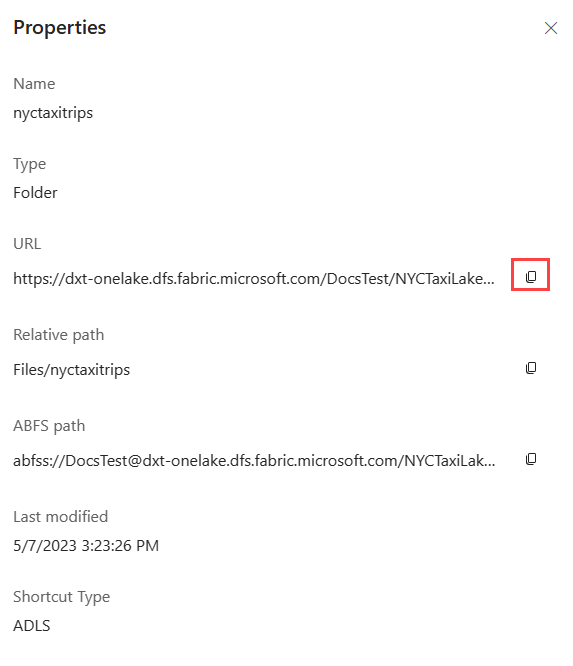 Properties
Name
nyctaxitrips
Type
Folder
URL
https://dxt-onelake.dfs.fabric.microsoft.com/DocsTest/NYCTaxiLake...
Relative path
Files/nyctaxitrips
ABFS path
abfss://DocsTest@dxt-onelake.dfs.fabric.microsoft.com/NYCTaxiLak...
Last modified
5/7/2023 3:23:26 PM
Shortcut Type
ADLS